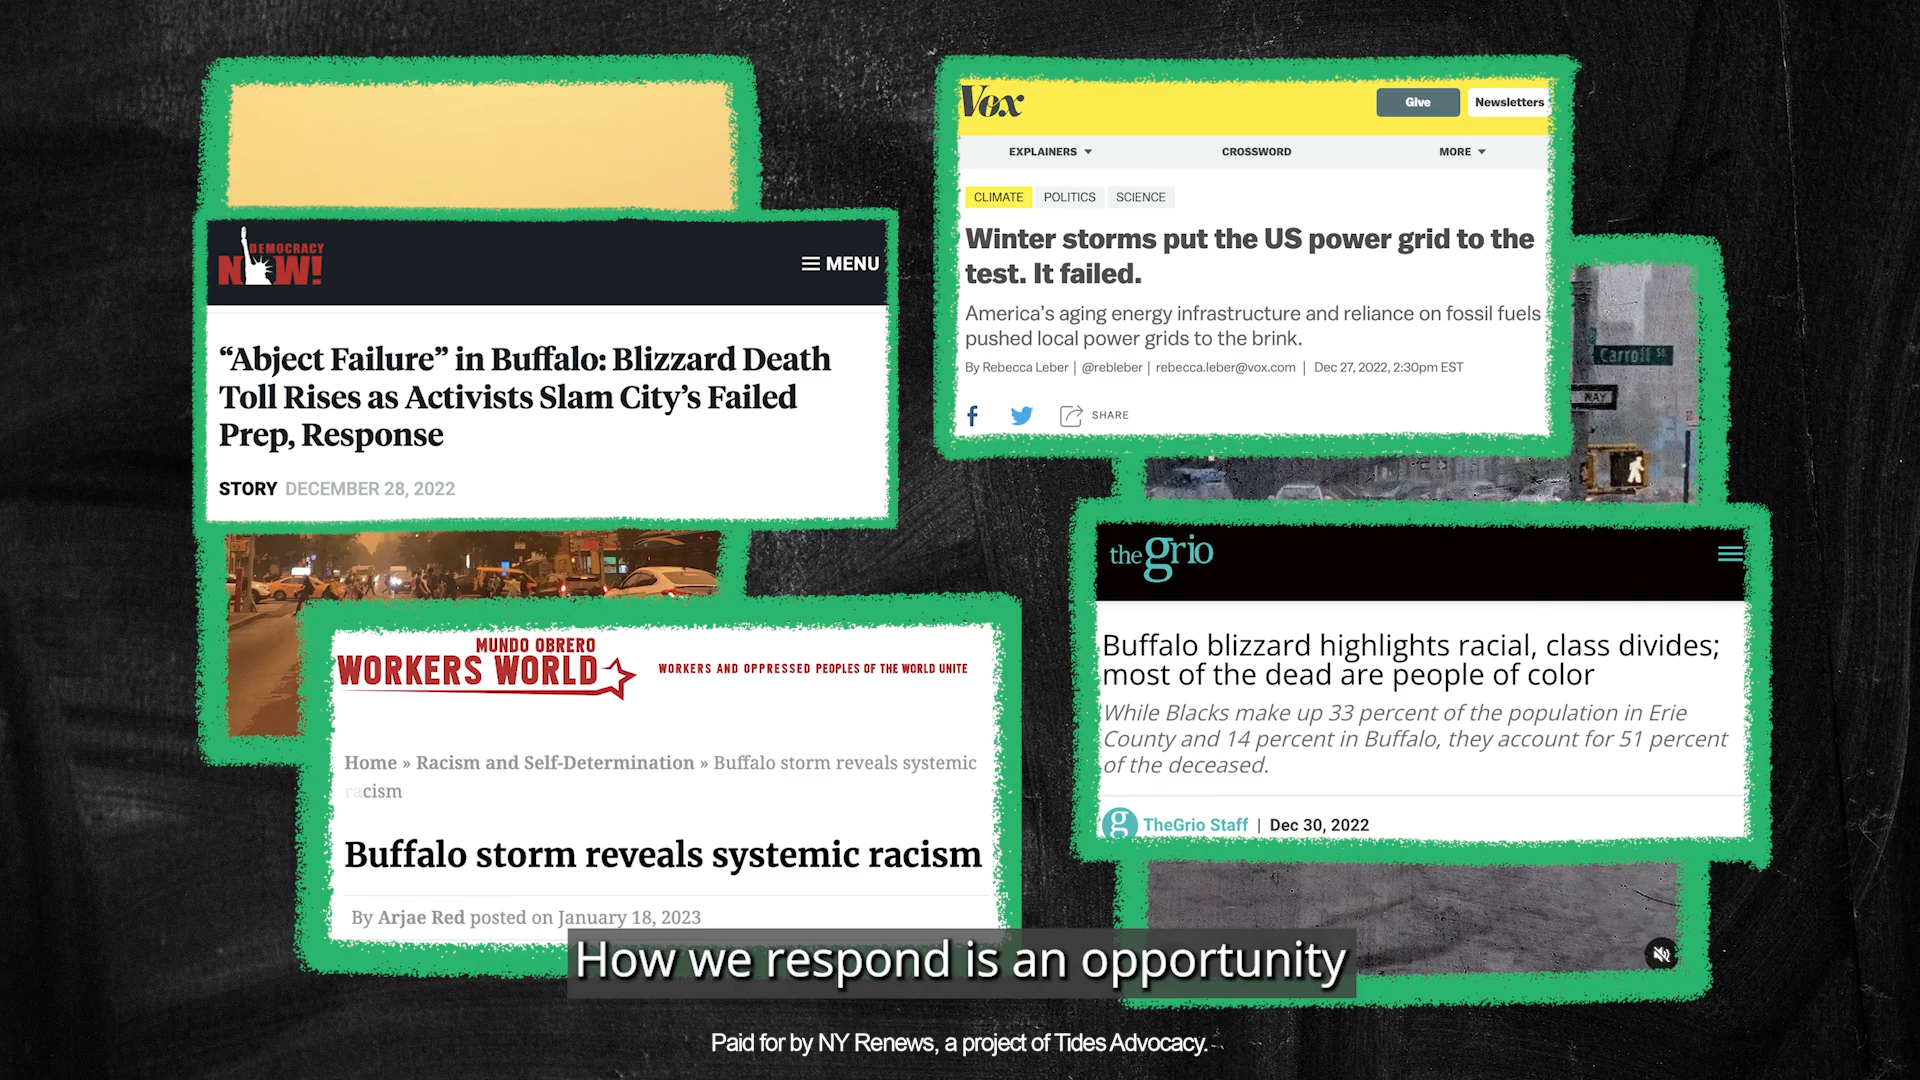 DEMOCRACY
NOW!
MENU
“Abject Failure” in Buffalo: Blizzard Death
Toll Rises as Activists Slam City’s Failed
Prep, Response
STORY DECEMBER 28, 2022
Vox
Give
Newsletters
EXPLAINERS
CROSSWORD
MORE
CLIMATE
POLITICS
SCIENCE
Winter storms put the US power grid to the
test. It failed.
America’s aging energy infrastructure and reliance on fossil fuels
pushed local power grids to the brink.
By Rebecca Leber | @rebleber | rebecca.leber@vox.com | Dec 27, 2022, 2:30pm EST
SHARE
Carroll St
WAY
MUNDO OBRERO
WORKERS WORLD
WORKERS AND OPPRESSED PEOPLES OF THE WORLD UNITE
Home » Racism and Self-Determination » Buffalo storm reveals systemic
racism
Buffalo storm reveals systemic racism
By Arjae Red posted on January 18, 2023
thegrio
Buffalo blizzard highlights racial, class divides;
most of the dead are people of color
While Blacks make up 33 percent of the population in Erie
County and 14 percent in Buffalo, they account for 51 percent
of the deceased.
g TheGrio Staff | Dec 30, 2022
How we respond is an opportunity
Paid for by NY Renews, a project of Tides Advocacy.